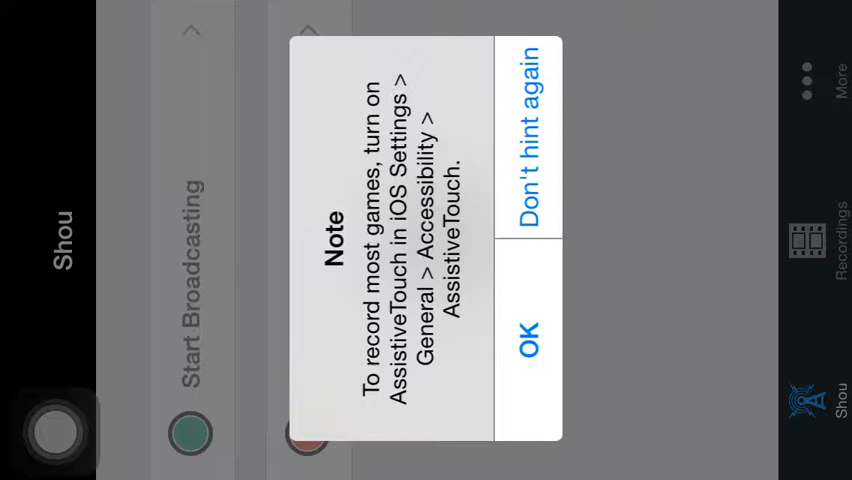 Shou
Start Broadcasting
Note
To record most games, turn on
AssistiveTouch in iOS Settings >
General > Accessibility >
AssistiveTouch.
OK
Don't hint again
Shou
Recordings
More